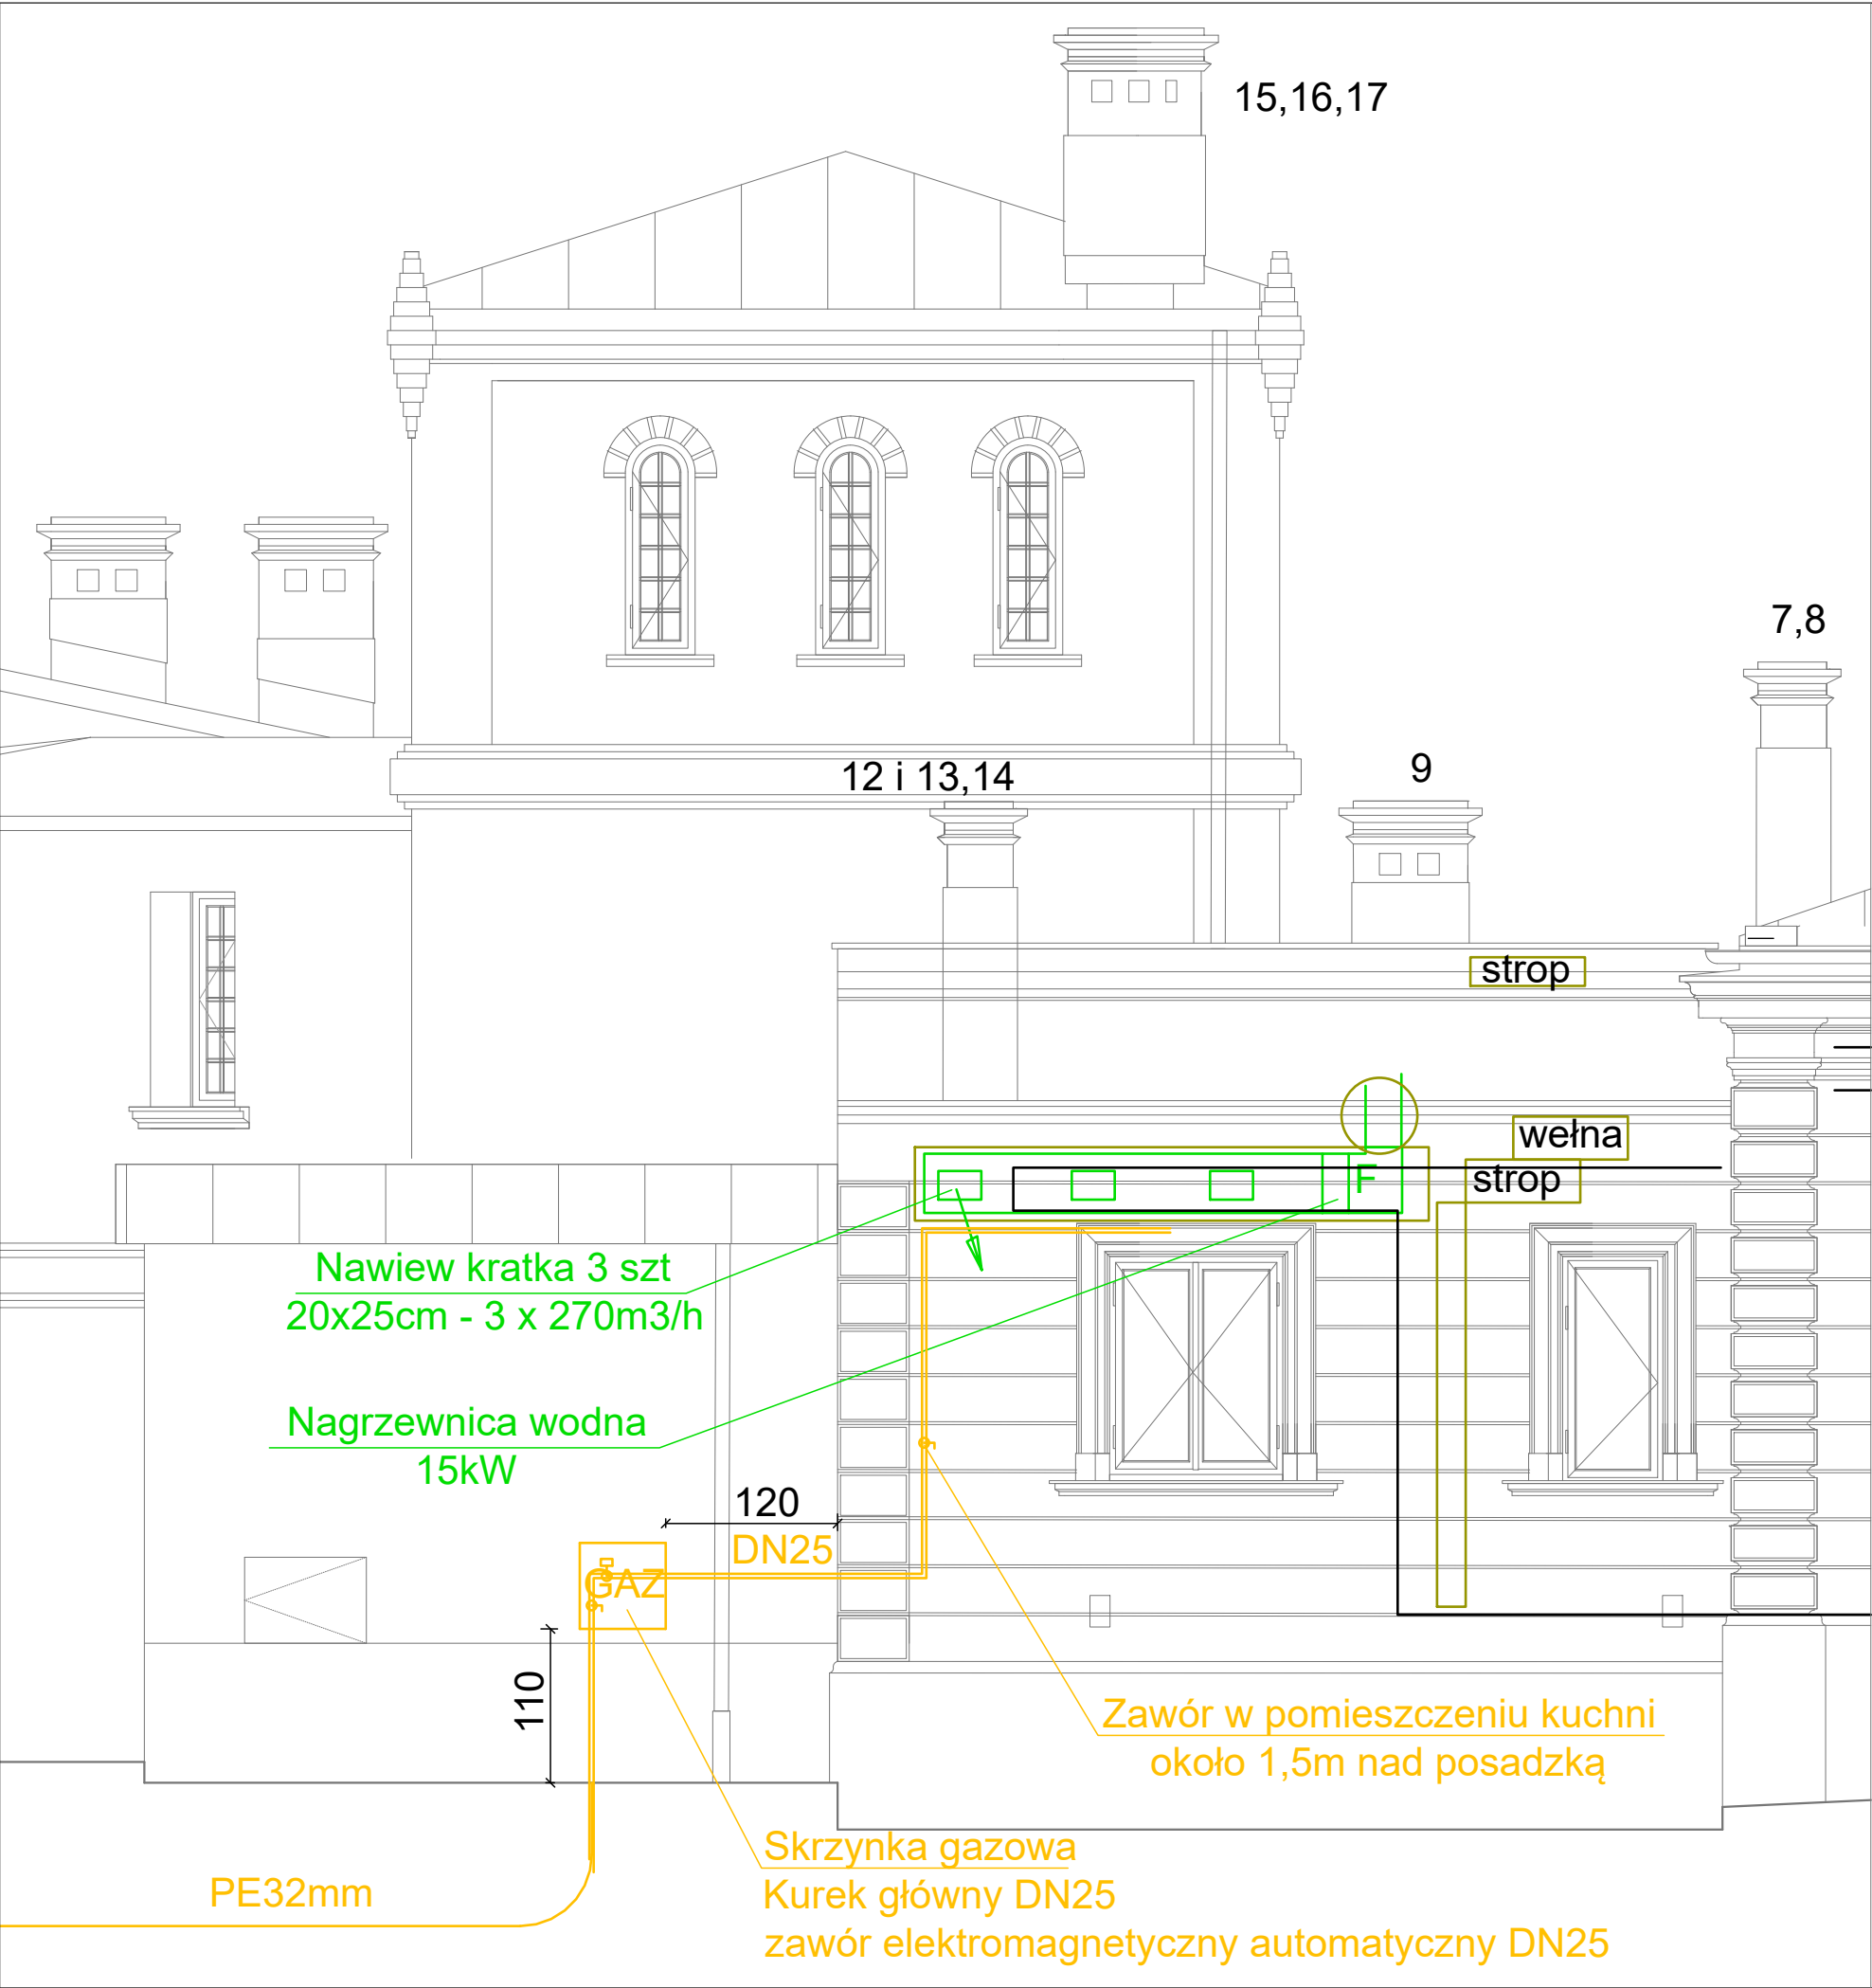 15,16,17
7,8
12 i 13,14
9
strop
wełna
strop
F
Nawiew kratka 3 szt
20x25cm - 3 x 270m3/h
Nagrzewnica wodna
15kW
120
DN25
GAZ
110
Zawór w pomieszczeniu kuchni
około 1,5m nad posadzką
Skrzynka gazowa
Kurek główny DN25
zawór elektromagnetyczny automatyczny DN25
PE32mm